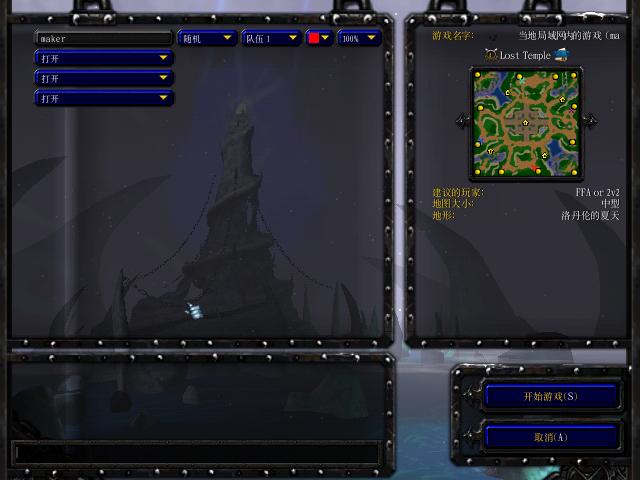 maker 随机 队伍 1 100%
打开
打开
打开
游戏名字: 当地局域网内的游戏 (ma
Lost Temple
建议的玩家: FFA or 2v2
地图大小: 中型
地形: 洛丹伦的夏天
开始游戏(S)
取消(A)